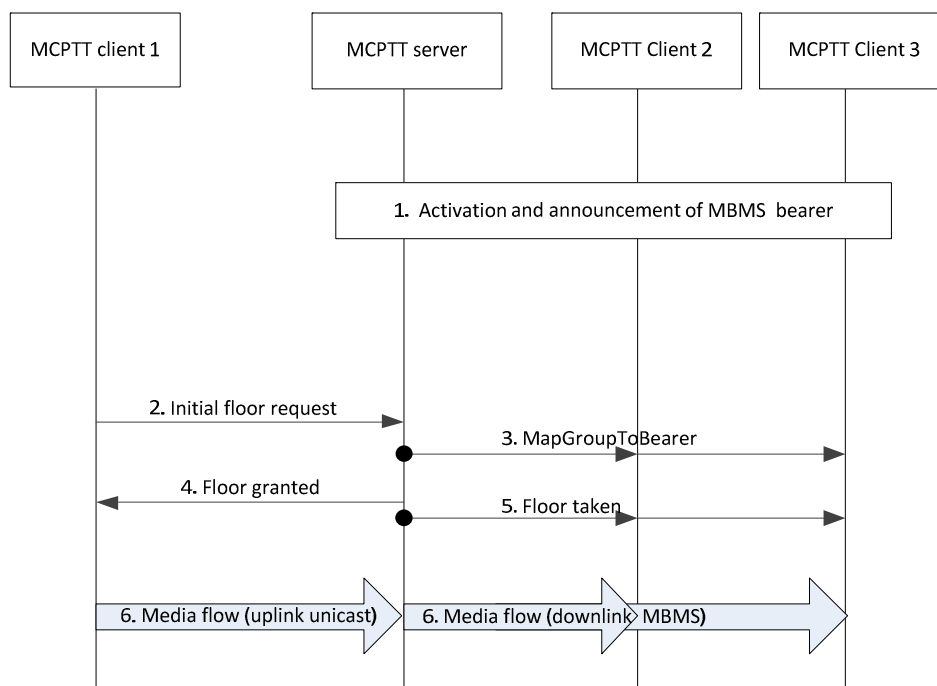 MCPTT client 1
MCPTT server
MCPTT Client 2
MCPTT Client 3
1. Activation and announcement of MBMS bearer
2. Initial floor request
3. MapGroupToBearer
4. Floor granted
5. Floor taken
6. Media flow (uplink unicast)
6. Media flow (downlink MBMS)